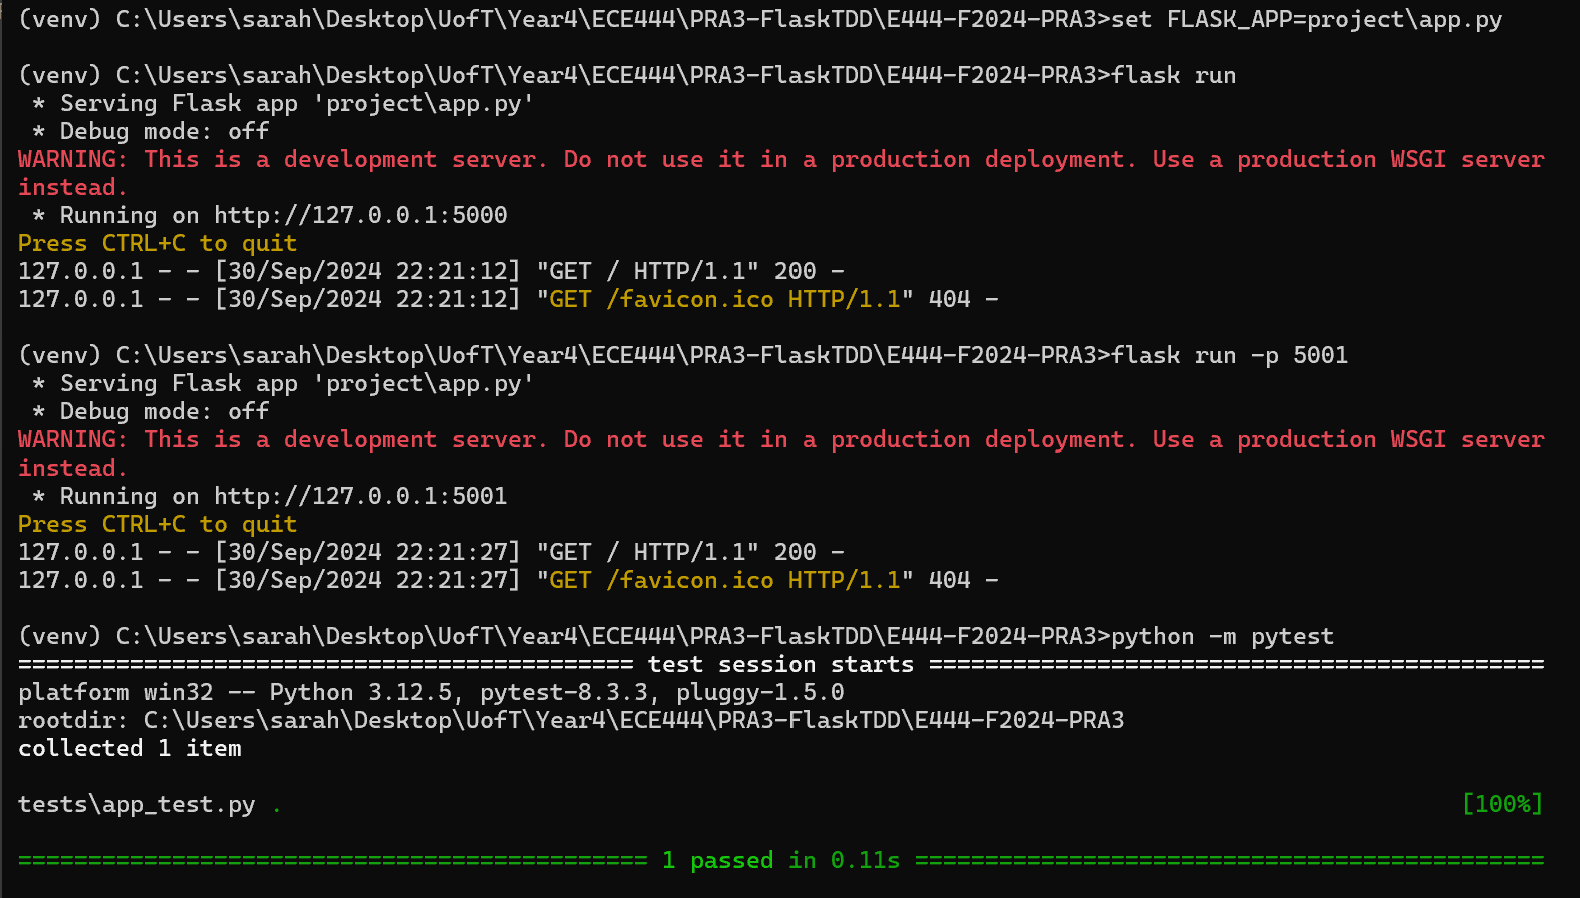 (venv) C:\Users\sarah\Desktop\UofT\Year4\ECE444\PRA3-FlaskTDD\E444-F2024-PRA3>set FLASK_APP=project\app.py
(venv) C:\Users\sarah\Desktop\UofT\Year4\ECE444\PRA3-FlaskTDD\E444-F2024-PRA3>flask run
 * Serving Flask app 'project\app.py'
 * Debug mode: off
WARNING: This is a development server. Do not use it in a production deployment. Use a production WSGI server
instead.
 * Running on http://127.0.0.1:5000
Press CTRL+C to quit
127.0.0.1 - - [30/Sep/2024 22:21:12] "GET / HTTP/1.1" 200 -
127.0.0.1 - - [30/Sep/2024 22:21:12] "GET /favicon.ico HTTP/1.1" 404 -
(venv) C:\Users\sarah\Desktop\UofT\Year4\ECE444\PRA3-FlaskTDD\E444-F2024-PRA3>flask run -p 5001
 * Serving Flask app 'project\app.py'
 * Debug mode: off
WARNING: This is a development server. Do not use it in a production deployment. Use a production WSGI server
instead.
 * Running on http://127.0.0.1:5001
Press CTRL+C to quit
127.0.0.1 - - [30/Sep/2024 22:21:27] "GET / HTTP/1.1" 200 -
127.0.0.1 - - [30/Sep/2024 22:21:27] "GET /favicon.ico HTTP/1.1" 404 -
(venv) C:\Users\sarah\Desktop\UofT\Year4\ECE444\PRA3-FlaskTDD\E444-F2024-PRA3>python -m pytest
============================================ test session starts ============================================
platform win32 -- Python 3.12.5, pytest-8.3.3, pluggy-1.5.0
rootdir: C:\Users\sarah\Desktop\UofT\Year4\ECE444\PRA3-FlaskTDD\E444-F2024-PRA3
collected 1 item
tests\app_test.py . [100%]
============================================= 1 passed in 0.11s =============================================